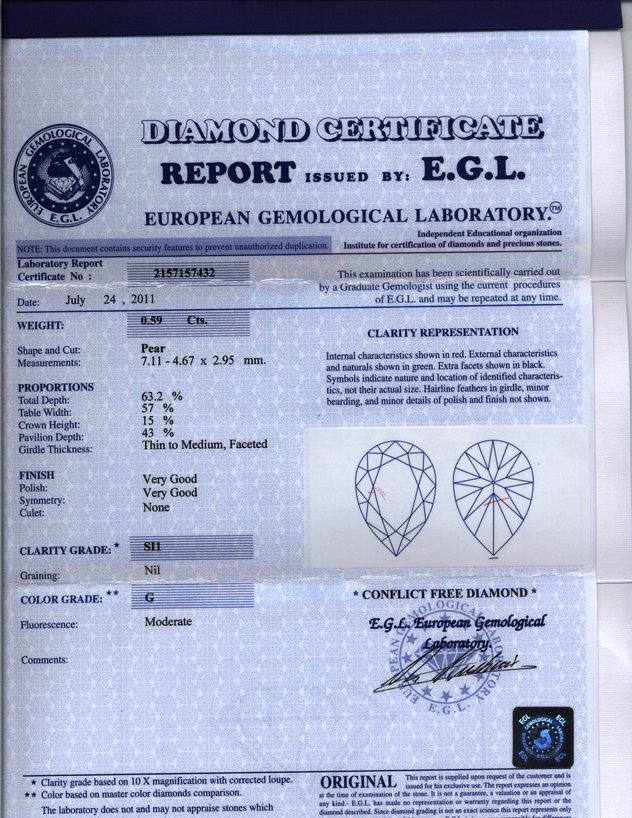 DIAMOND CERTIFICATE
REPORT ISSUED BY: E.G.L.
EUROPEAN GEMOLOGICAL LABORATORY.™
EUROPEAN GEMOLOGICAL LABORATORY
E.G.L.
Independent Educational organization
NOTE: This document contains security features to prevent unauthorized duplication.
Institute for certification of diamonds and precious stones.
Laboratory Report
Certificate No : 2157157432
Date: July 24 , 2011
WEIGHT: 0.59 Cts.
Shape and Cut: Pear
Measurements: 7.11 - 4.67 x 2.95 mm.
PROPORTIONS
Total Depth: 63.2 %
Table Width: 57 %
Crown Height: 15 %
Pavilion Depth: 43 %
Girdle Thickness: Thin to Medium, Faceted
FINISH
Polish: Very Good
Symmetry: Very Good
Culet: None
CLARITY GRADE: * SI1
Graining: Nil
COLOR GRADE: ** G
Fluorescence: Moderate
Comments:
This examination has been scientifically carried out
by a Graduate Gemologist using the current procedures
of E.G.L. and may be repeated at any time.
CLARITY REPRESENTATION
Internal characteristics shown in red. External characteristics
and naturals shown in green. Extra facets shown in black.
Symbols indicate nature and location of identified characteris-
tics, not their actual size. Hairline feathers in girdle, minor
bearding, and minor details of polish and finish not shown.
* CONFLICT FREE DIAMOND *
E.G.L. European Gemological
Laboratory.
EUROPEAN GEMOLOGICAL LABORATORY
E.G.L.
EGL EGL
EGL EGL
★ Clarity grade based on 10 X magnification with corrected loupe.
★★ Color based on master color diamonds comparison.
The laboratory does not and may not appraise stones which
ORIGINAL This report is supplied upon request of the customer and is
issued for his exclusive use. The report expresses an opinion
at the time of examination of the stone. It is not a guarantee, a valuation or an appraisal of
any kind.- E.G.L. has made no representation or warranty regarding this report or the
diamond described. Since diamond grading is not an exact science this report represents only